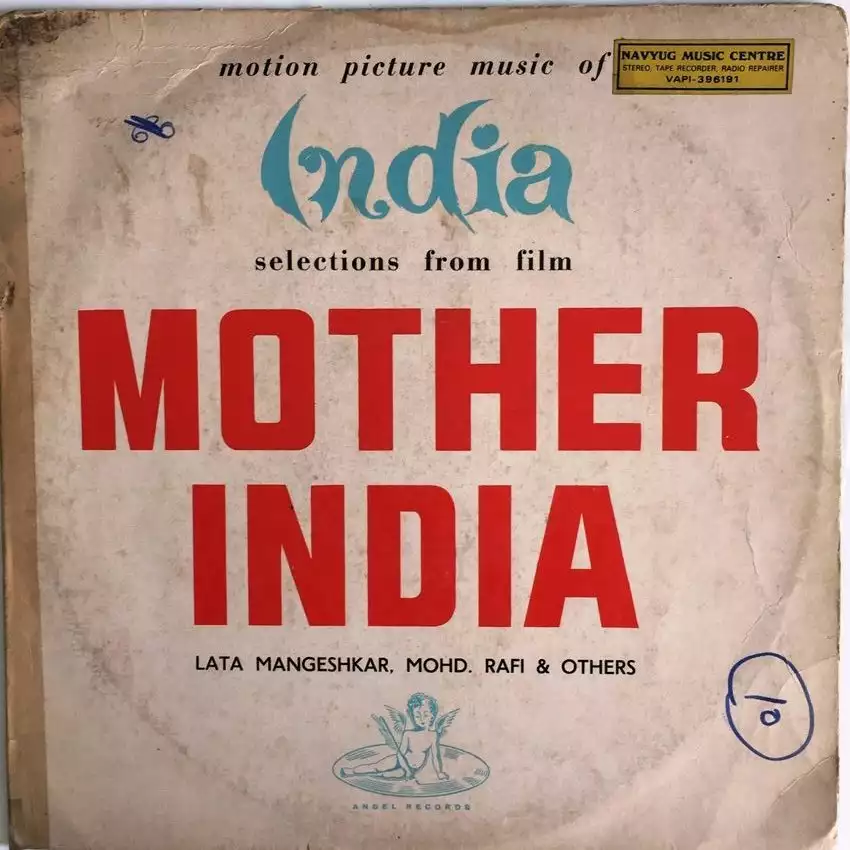 motion picture music of
NAVYUG MUSIC CENTRE
STEREO, TAPE RECORDER, RADIO REPAIRER
VAPI-396191
India
selections from film
MOTHER
INDIA
LATA MANGESHKAR, MOHD. RAFI & OTHERS
ANGEL RECORDS